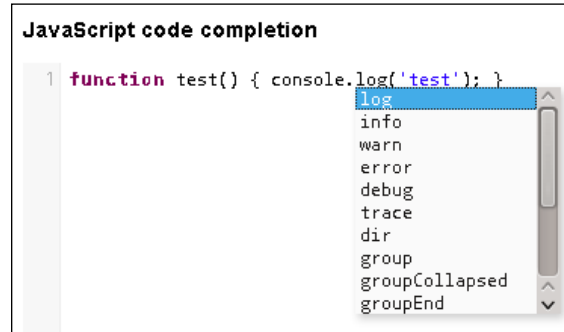 JavaScript code completion
1 function test() { console.log('test'); }
log
info
warn
error
debug
trace
dir
group
groupCollapsed
groupEnd